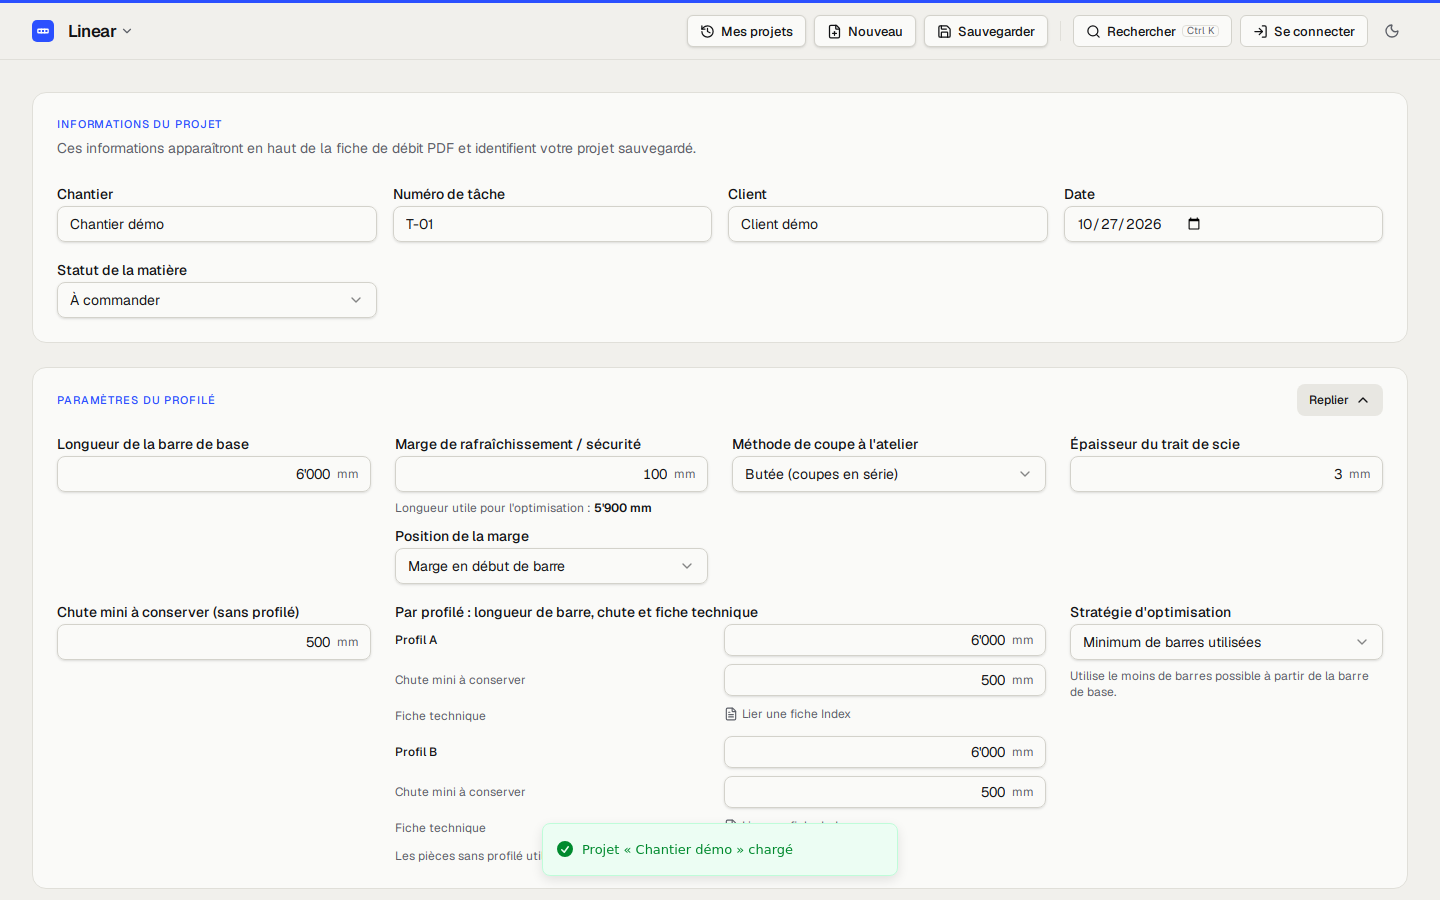 Linear
Mes projets
Nouveau
Sauvegarder
Rechercher Ctrl K
Se connecter
INFORMATIONS DU PROJET
Ces informations apparaîtront en haut de la fiche de débit PDF et identifient votre projet sauvegardé.
Chantier
Numéro de tâche
Client
Date
Chantier démo
T-01
Client démo
10/27/2026
Statut de la matière
À commander
PARAMÈTRES DU PROFILÉ
Replier
Longueur de la barre de base
Marge de rafraîchissement / sécurité
Méthode de coupe à l'atelier
Épaisseur du trait de scie
6'000 mm
100 mm
Butée (coupes en série)
3 mm
Longueur utile pour l'optimisation : 5'900 mm
Position de la marge
Marge en début de barre
Chute mini à conserver (sans profilé)
Par profilé : longueur de barre, chute et fiche technique
Stratégie d'optimisation
500 mm
Profil A
6'000 mm
Minimum de barres utilisées
Chute mini à conserver
500 mm
Utilise le moins de barres possible à partir de la barre
de base.
Fiche technique
Lier une fiche Index
Profil B
6'000 mm
Chute mini à conserver
500 mm
Fiche technique
Les pièces sans profilé
Projet « Chantier démo » chargé